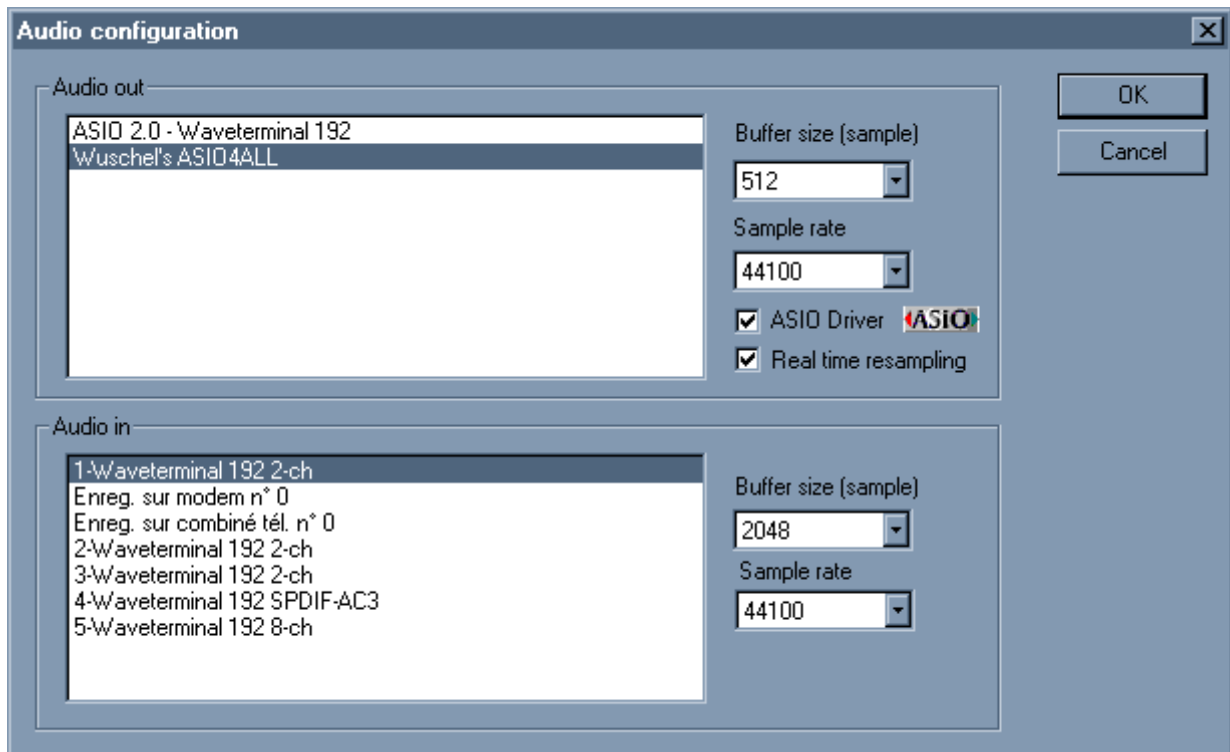 Audio configuration
Audio out
ASIO 2.0 - Waveterminal 192
Wuschel's ASIO4ALL
Buffer size (sample)
512
Sample rate
44100
ASIO Driver ASIO
Real time resampling
OK
Cancel
Audio in
1-Waveterminal 192 2-ch
Enreg. sur modem n° 0
Enreg. sur combiné tél. n° 0
2-Waveterminal 192 2-ch
3-Waveterminal 192 2-ch
4-Waveterminal 192 SPDIF-AC3
5-Waveterminal 192 8-ch
Buffer size (sample)
2048
Sample rate
44100